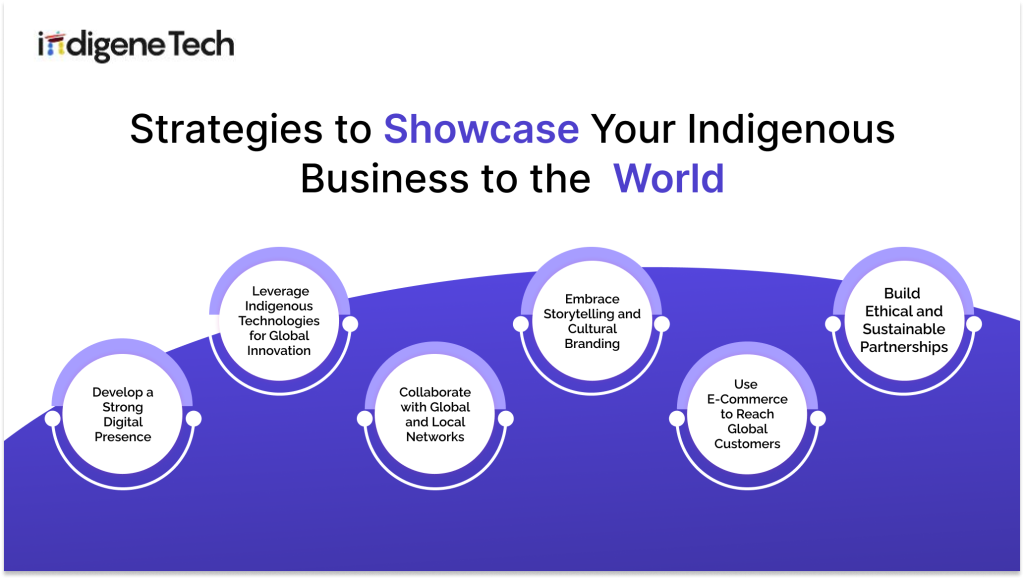 indigene Tech
Strategies to Showcase Your Indigenous
Business to the World
Develop a
Strong
Digital
Presence
Leverage
Indigenous
Technologies
for Global
Innovation
Collaborate
with Global
and Local
Networks
Embrace
Storytelling and
Cultural
Branding
Use
E-Commerce
to Reach
Global
Customers
Build
Ethical and
Sustainable
Partnerships